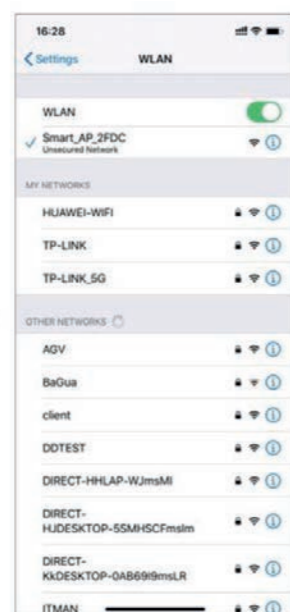 16:28
Settings WLAN
WLAN
Smart_AP_2FDC
Unsecured Network
MY NETWORKS
HUAWEI-WIFI
TP-LINK
TP-LINK_5G
OTHER NETWORKS
AGV
BaGua
client
DDTEST
DIRECT-HHLAP-WJmsMI
DIRECT-
HJDESKTOP-5SMHSCFmsIm
DIRECT-
KkDESKTOP-0AB69I9msLR
ITMAN